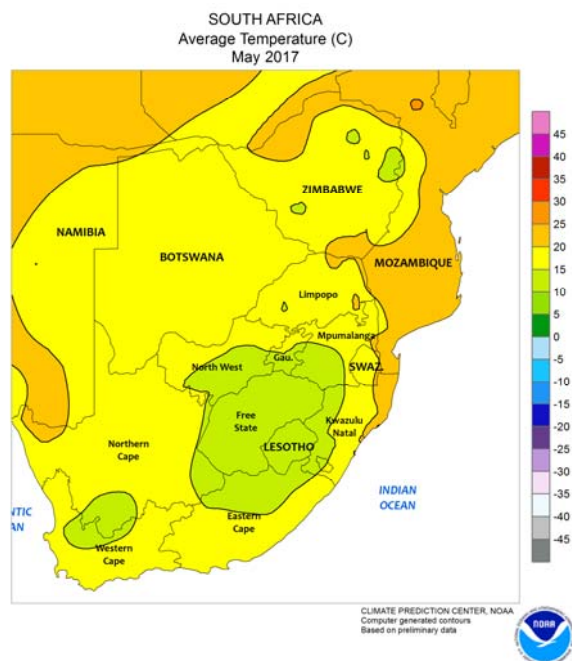 SOUTH AFRICA
Average Temperature (C)
May 2017
ZIMBABWE
NAMIBIA
BOTSWANA
MOZAMBIQUE
Limpopo
Mpumalanga
North West
Gau.
SWAZ.
Free
State
Kwazulu
Natal
LESOTHO
Northern
Cape
Eastern
Cape
Western
Cape
NTIC
AN
INDIAN
OCEAN
45
40
35
30
25
20
15
10
5
0
-5
-10
-15
-20
-25
-30
-35
-40
-45
CLIMATE PREDICTION CENTER, NOAA
Computer generated contours
Based on preliminary data
NOAA